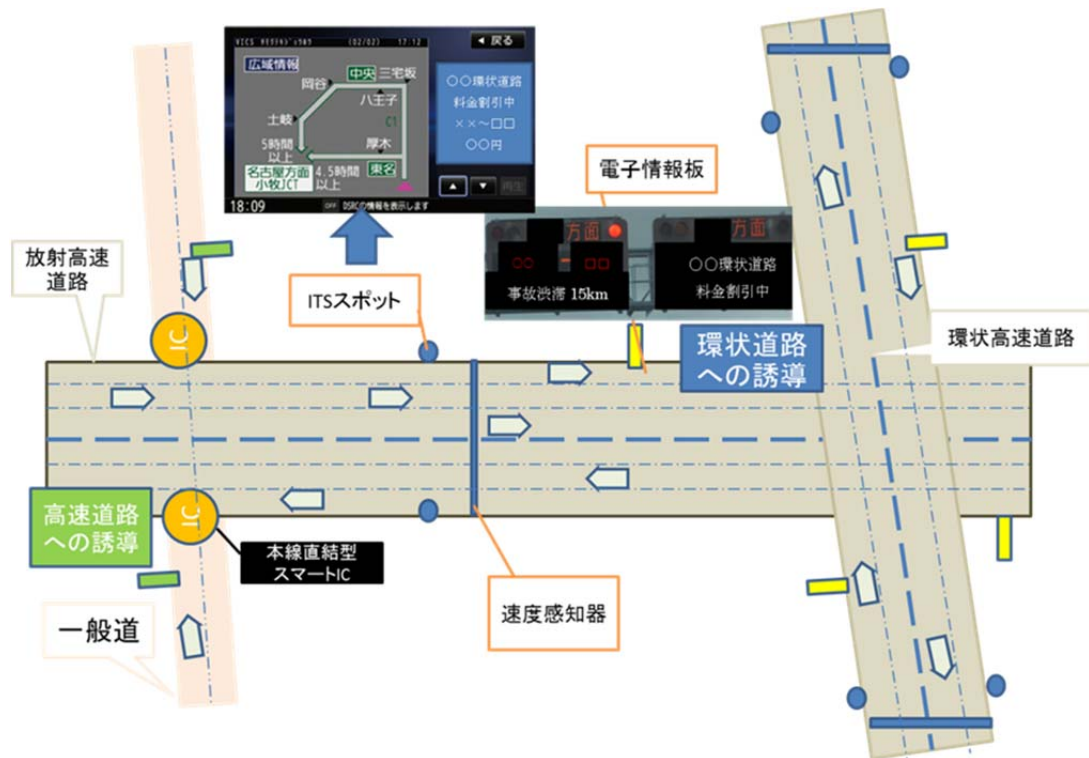 (02/02) 17:12
◀ 戻る
広域情報
中央 三宅坂
岡谷
八王子
土岐
C1
厚木
5時間
以上
名古屋方面
小牧JCT
4.5時間
以上
東名
○○環状道路
料金割引中
××～□□
○○円
▲ ▼ 再生
18:09
OFF DSRCの情報を表示します
電子情報板
方面
○○ □□
事故渋滞 15km
方面
○○環状道路
料金割引中
放射高速
道路
ITSスポット
環状道路
への誘導
環状高速道路
IC
IC
高速道路
への誘導
本線直結型
スマートIC
速度感知器
一般道